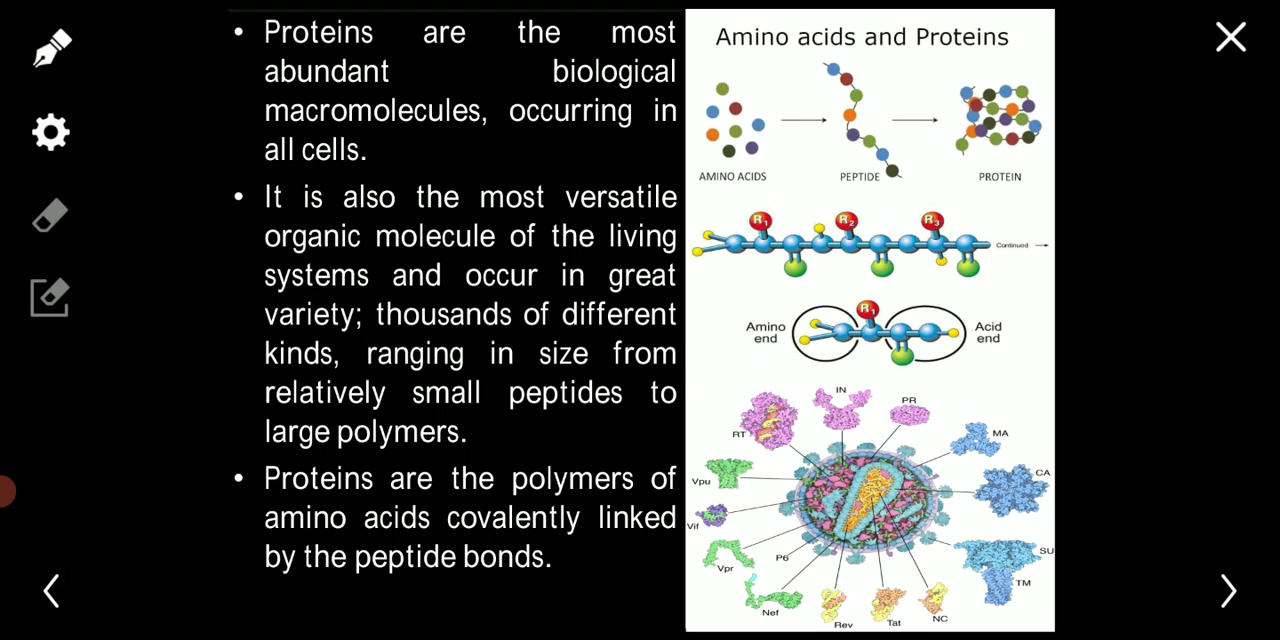 • Proteins are the most
abundant biological
macromolecules, occurring in
all cells.
• It is also the most versatile
organic molecule of the living
systems and occur in great
variety; thousands of different
kinds, ranging in size from
relatively small peptides to
large polymers.
• Proteins are the polymers of
amino acids covalently linked
by the peptide bonds.
Amino acids and Proteins
AMINO ACIDS
PEPTIDE
PROTEIN
R1
R2
R3
Continued
R1
Amino
end
Acid
end
IN
PR
RT
MA
Vpu
CA
Vif
SU
Vpr
P6
TM
Nef
Rev
Tat
NC